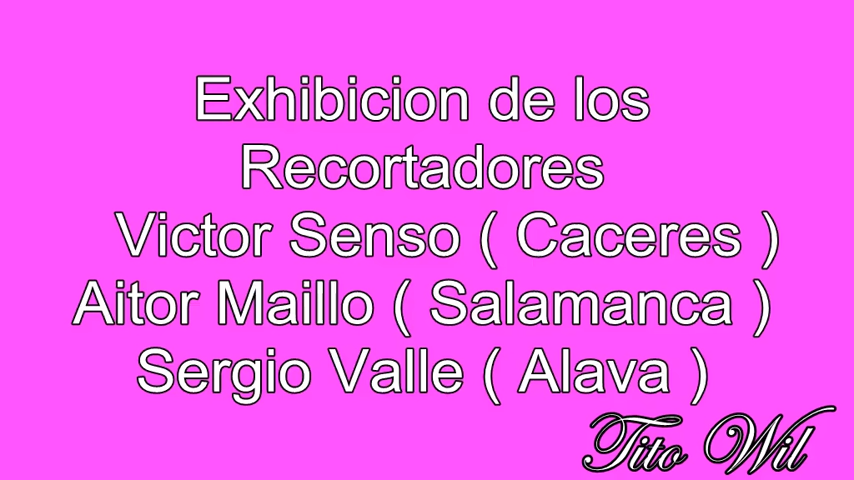 Exhibicion de los
Recortadores
Victor Senso ( Caceres )
Aitor Maillo ( Salamanca )
Sergio Valle ( Alava )
Tito Wil